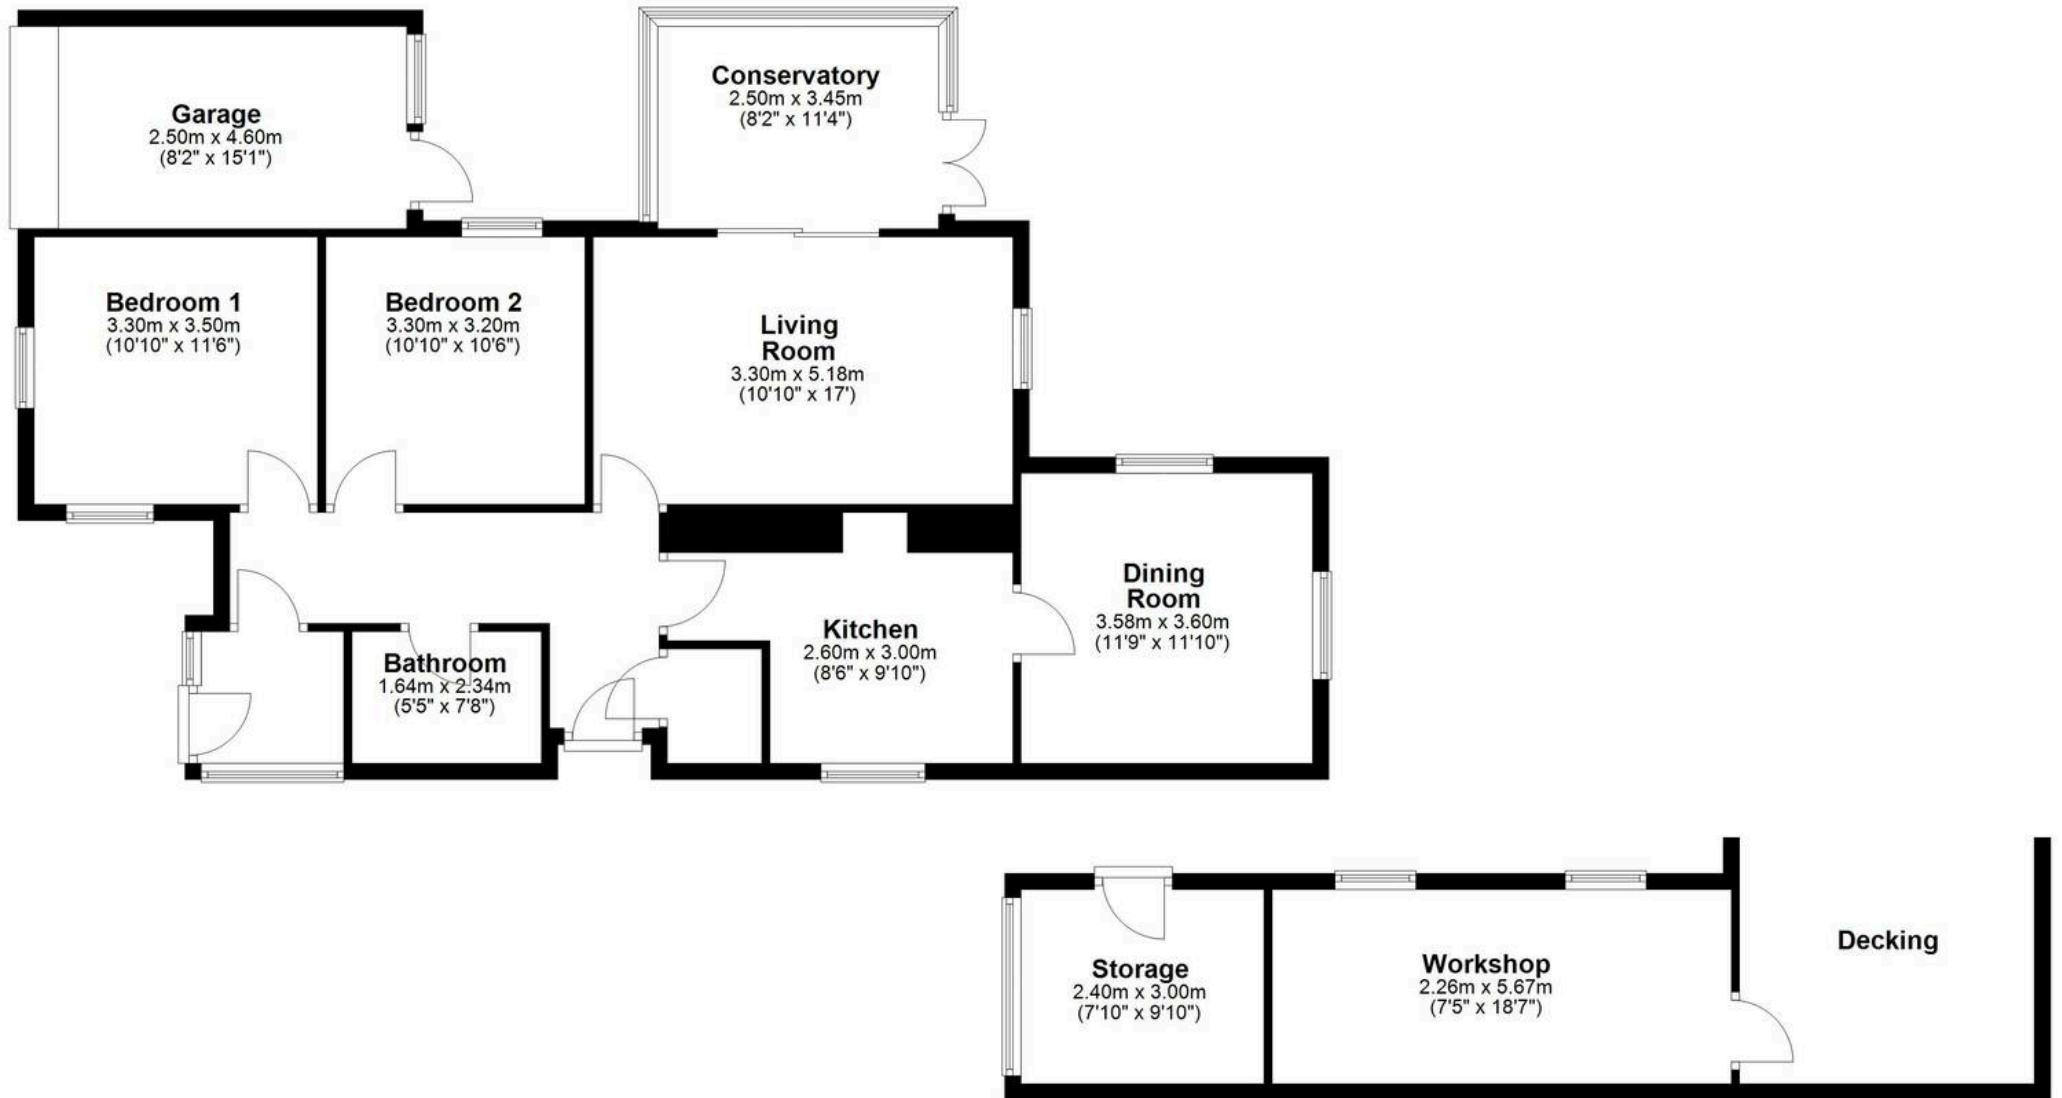 Garage
2.50m x 4.60m
(8'2" x 15'1")
Conservatory
2.50m x 3.45m
(8'2" x 11'4")
Bedroom 1
3.30m x 3.50m
(10'10" x 11'6")
Bedroom 2
3.30m x 3.20m
(10'10" x 10'6")
Living
Room
3.30m x 5.18m
(10'10" x 17')
Dining
Room
3.58m x 3.60m
(11'9" x 11'10")
Kitchen
2.60m x 3.00m
(8'6" x 9'10")
Bathroom
1.64m x 2.34m
(5'5" x 7'8")
Storage
2.40m x 3.00m
(7'10" x 9'10")
Workshop
2.26m x 5.67m
(7'5" x 18'7")
Decking